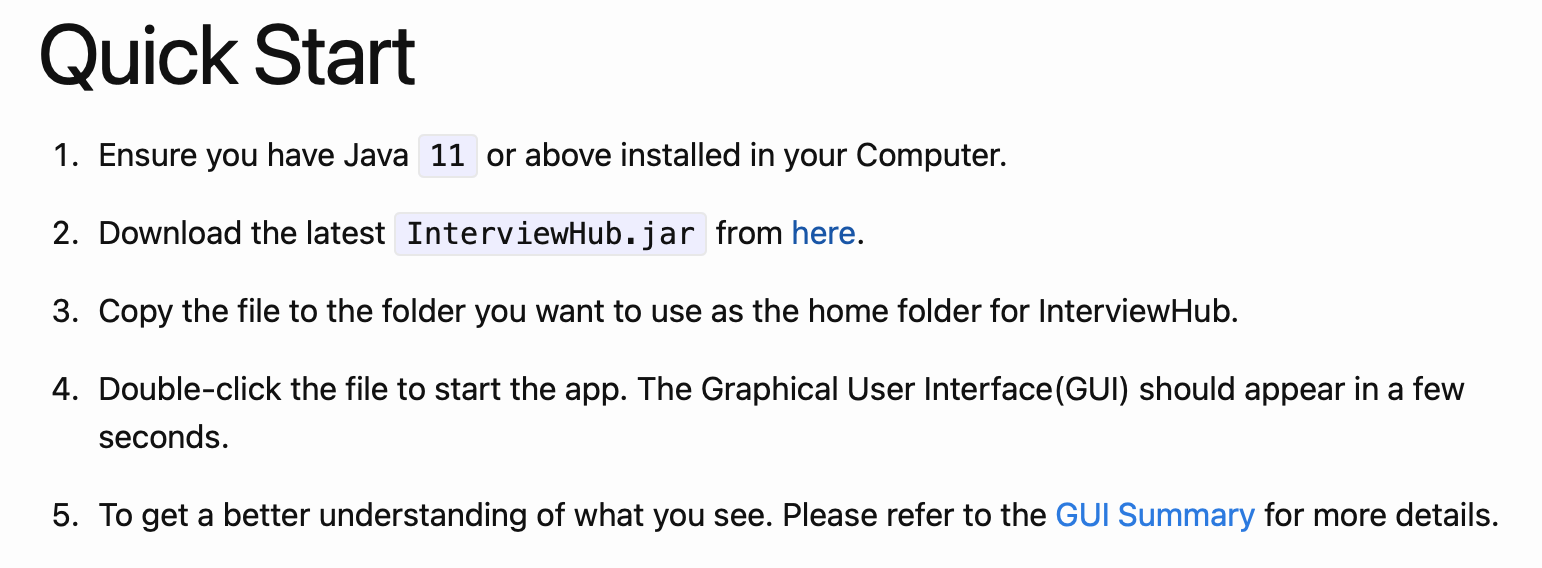 Quick Start
1. Ensure you have Java 11 or above installed in your Computer.
2. Download the latest InterviewHub.jar from here.
3. Copy the file to the folder you want to use as the home folder for InterviewHub.
4. Double-click the file to start the app. The Graphical User Interface(GUI) should appear in a few
seconds.
5. To get a better understanding of what you see. Please refer to the GUI Summary for more details.